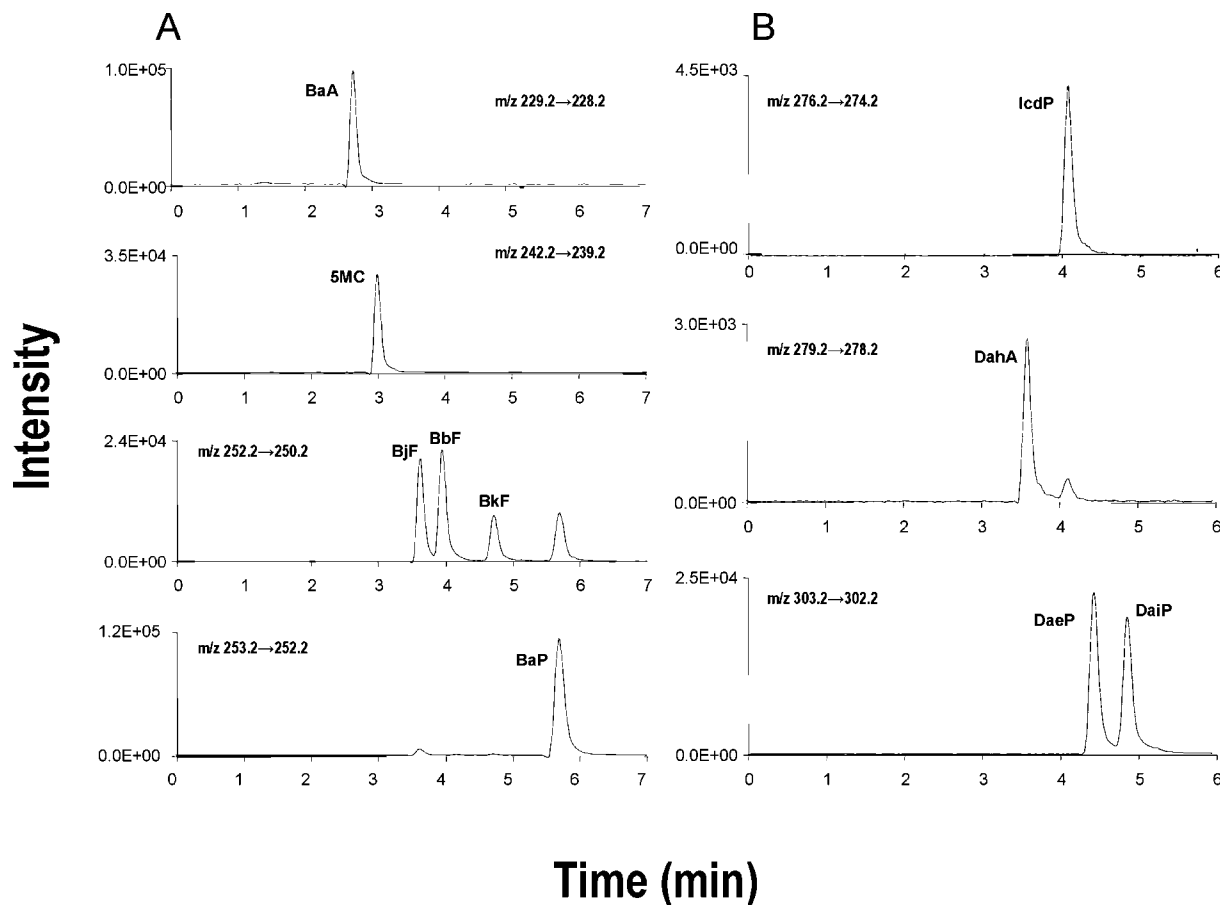 A
1.0E+05
BaA
m/z 229.2→228.2
0.0E+00
0 1 2 3 4 5 6 7
3.5E+04
5MC
m/z 242.2→239.2
0.0E+00
0 1 2 3 4 5 6 7
2.4E+04
m/z 252.2→250.2
BjF BbF
BkF
0.0E+00
0 1 2 3 4 5 6 7
1.2E+05
m/z 253.2→252.2
BaP
0.0E+00
0 1 2 3 4 5 6 7
B
4.5E+03
m/z 276.2→274.2
IcdP
0.0E+00
0 1 2 3 4 5 6
3.0E+03
m/z 279.2→278.2
DahA
0.0E+00
0 1 2 3 4 5 6
2.5E+04
m/z 303.2→302.2
DaeP DaiP
0.0E+00
0 1 2 3 4 5 6
Intensity
Time (min)